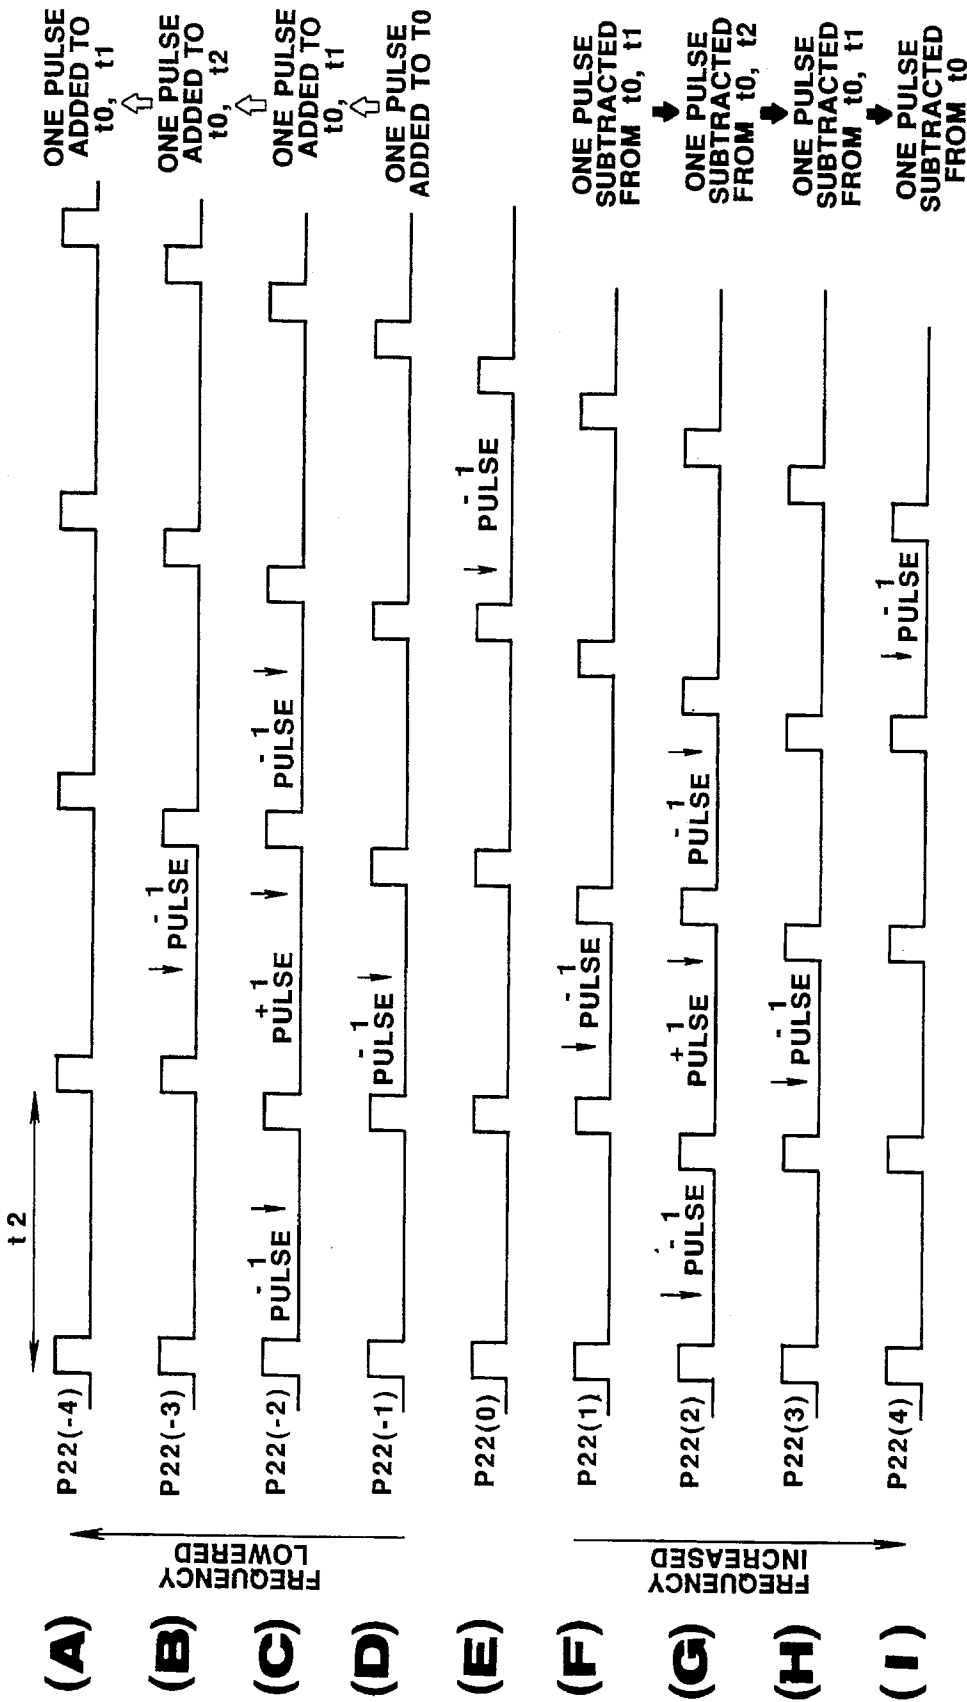 t2
(A)
P22(-4)
ONE PULSE
ADDED TO
t0, t1
(B)
P22(-3)
- 1
PULSE
ONE PULSE
ADDED TO
t0, t2
(C)
P22(-2)
- 1
PULSE
+ 1
PULSE
- 1
PULSE
ONE PULSE
ADDED TO
t0, t1
(D)
P22(-1)
- 1
PULSE
ONE PULSE
ADDED TO T0
FREQUENCY
LOWERED
(E)
P22(0)
- 1
PULSE
(F)
P22(1)
- 1
PULSE
ONE PULSE
SUBTRACTED
FROM t0, t1
(G)
P22(2)
- 1
PULSE
+ 1
PULSE
- 1
PULSE
ONE PULSE
SUBTRACTED
FROM t0, t2
(H)
P22(3)
- 1
PULSE
ONE PULSE
SUBTRACTED
FROM t0, t1
(I)
P22(4)
- 1
PULSE
ONE PULSE
SUBTRACTED
FROM t0
FREQUENCY
INCREASED